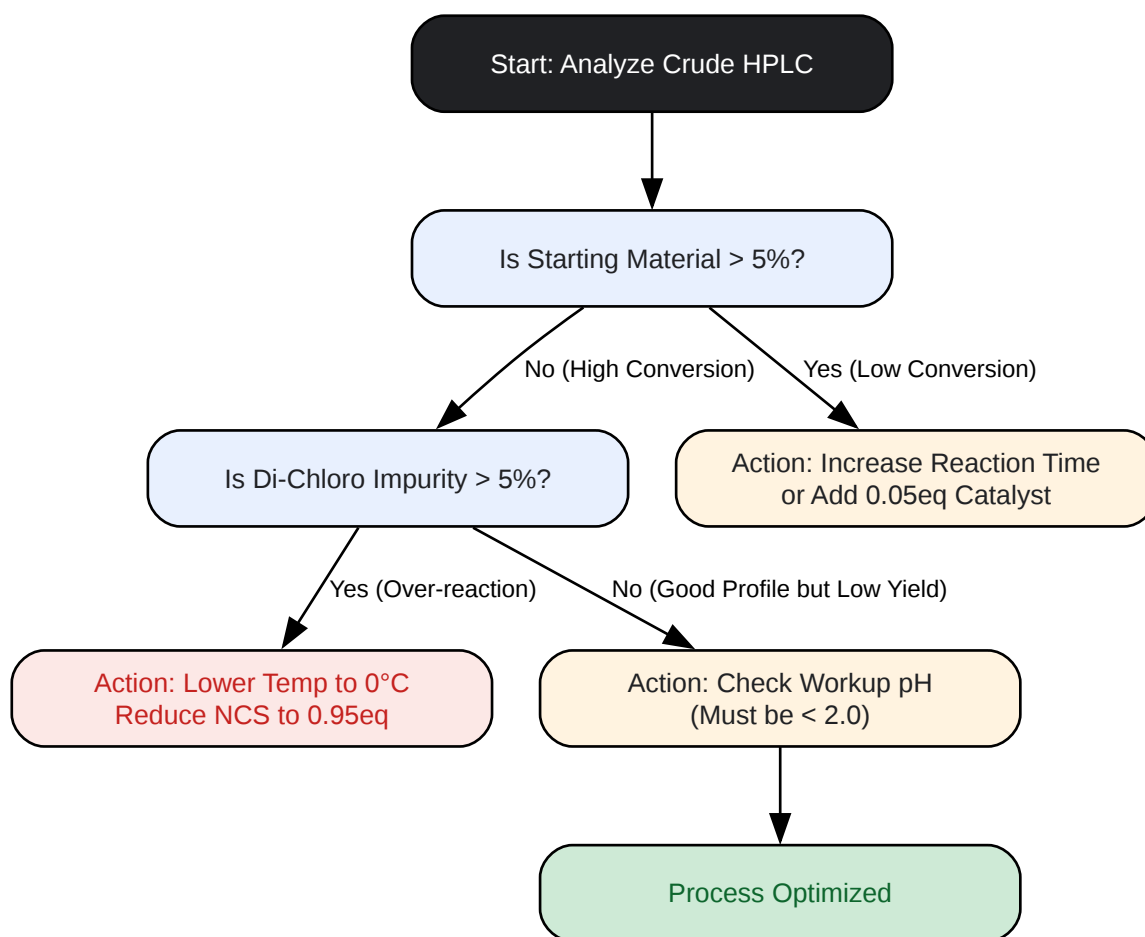 Start: Analyze Crude HPLC
Is Starting Material > 5%?
No (High Conversion)
Yes (Low Conversion)
Is Di-Chloro Impurity > 5%?
Action: Increase Reaction Time
or Add 0.05eq Catalyst
Yes (Over-reaction)
No (Good Profile but Low Yield)
Action: Lower Temp to 0°C
Reduce NCS to 0.95eq
Action: Check Workup pH
(Must be < 2.0)
Process Optimized